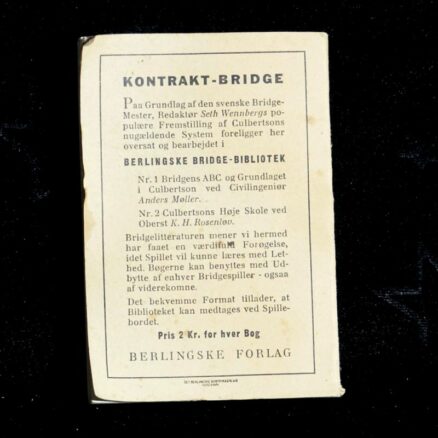 KONTRAKT-BRIDGE
Paa Grundlag af den svenske Bridge-
Mester, Redaktør Seth Wennbergs po-
pulære Fremstilling af Culbertsons
nugældende System foreligger her
oversat og bearbejdet i
BERLINGSKE BRIDGE-BIBLIOTEK
Nr. 1 Bridgens ABC og Grundlaget
i Culbertson ved Civilingeniør
Anders Møller.
Nr. 2 Culbertsons Høje Skole ved
Oberst K. H. Rosenløv.
Bridgelitteraturen mener vi hermed
har faaet en værdifuld Forøgelse,
idet Spillet vil kunne læres med Let-
hed. Bøgerne kan benyttes med Ud-
bytte af enhver Bridgespiller - ogsaa
af viderekomne.
Det bekvemme Format tillader, at
Biblioteket kan medtages ved Spille-
bordet.
Pris 2 Kr. for hver Bog
BERLINGSKE FORLAG